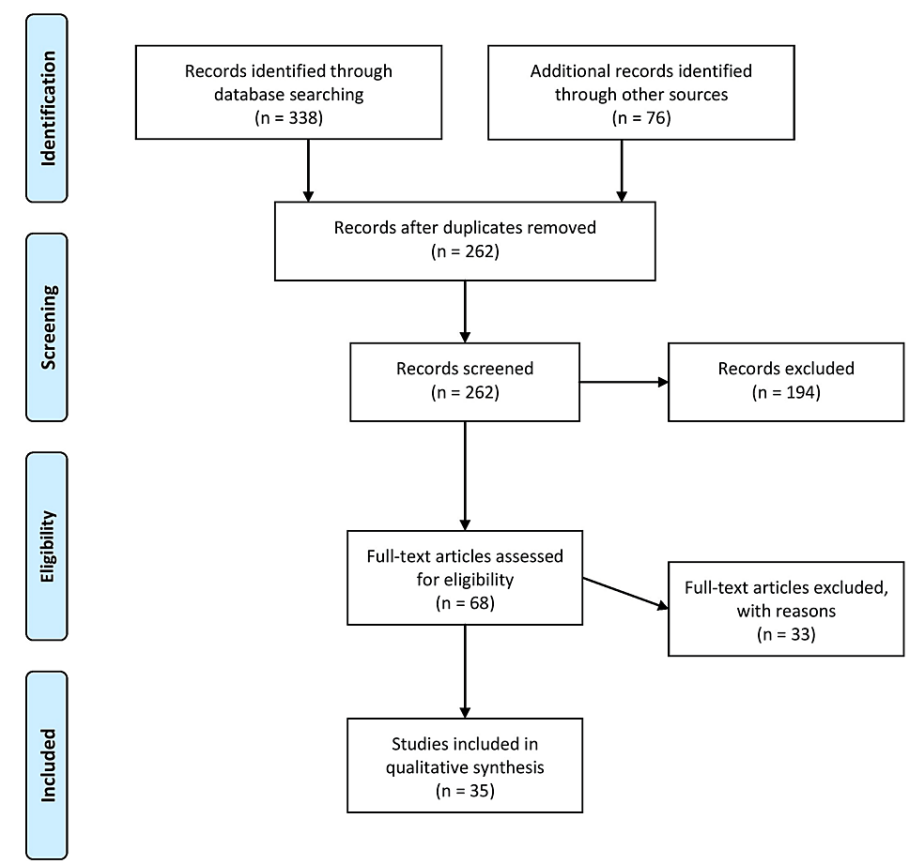 Identification
Records identified through
database searching
(n = 338)
Additional records identified
through other sources
(n = 76)
Records after duplicates removed
(n = 262)
Screening
Records screened
(n = 262)
Records excluded
(n = 194)
Eligibility
Full-text articles assessed
for eligibility
(n = 68)
Full-text articles excluded,
with reasons
(n = 33)
Included
Studies included in
qualitative synthesis
(n = 35)